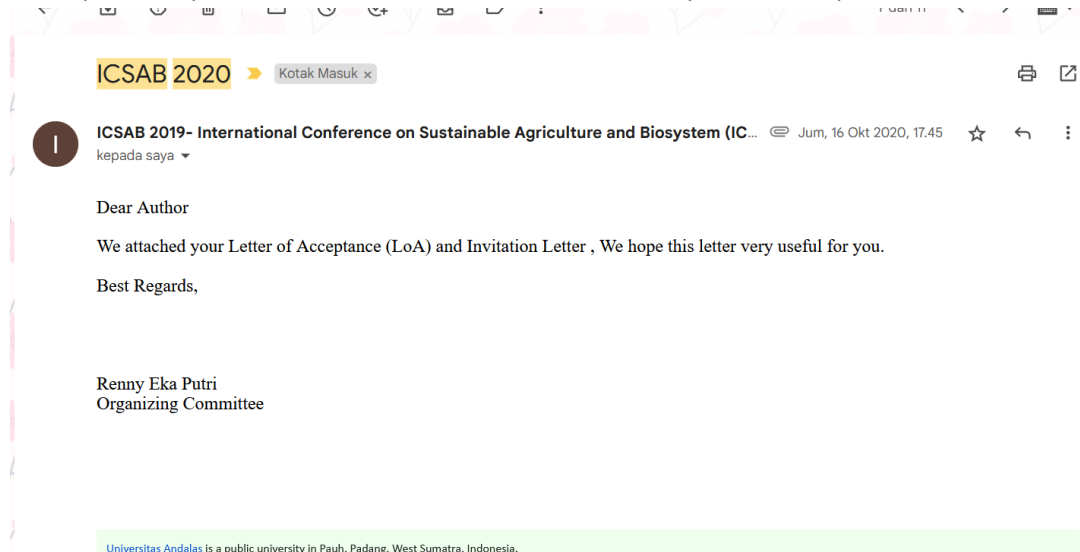 ICSAB 2020 Kotak Masuk ×
ICSAB 2019- International Conference on Sustainable Agriculture and Biosystem (IC... Jum, 16 Okt 2020, 17.45
I
kepada saya
Dear Author
We attached your Letter of Acceptance (LoA) and Invitation Letter , We hope this letter very useful for you.
Best Regards,
Renny Eka Putri
Organizing Committee
Universitas Andalas is a public university in Pauh, Padang, West Sumatra, Indonesia.